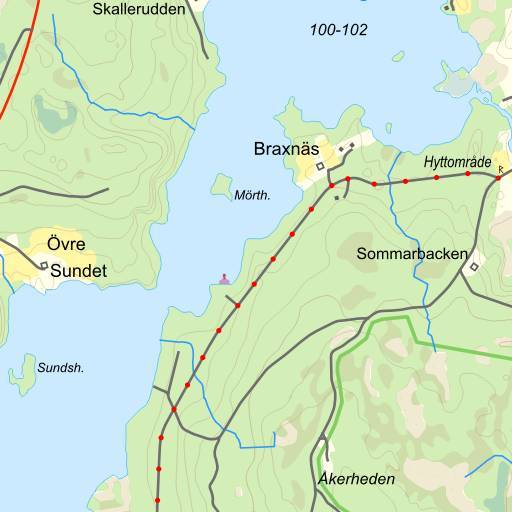 Skallerudden
100-102
Braxnäs
Hyttområde
R
Mörth.
Övre
Sundet
Sommarbacken
Sundsh.
Åkerheden